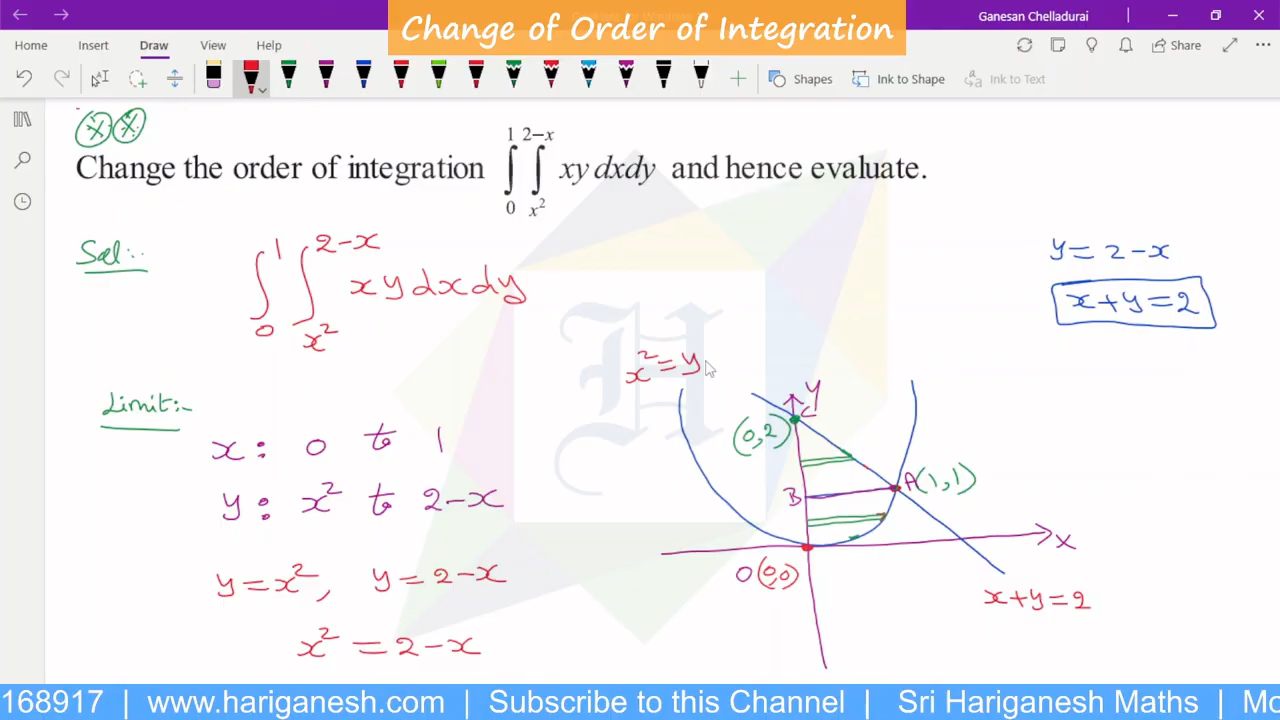 Ganesan Chelladurai
Change of Order of Integration
Home Insert Draw View Help
Share
Shapes Ink to Shape Ink to Text
Change the order of integration ∫₀¹ ∫_{x²}^{2−x} xy dxdy and hence evaluate.
Sol:-
∫₀¹ ∫_{x²}^{2−x} xy dx dy
y = 2 − x
x + y = 2
x² = y
Limit:-
x : 0 to 1
y : x² to 2 − x
y = x², y = 2 − x
x² = 2 − x
y
C
(0,2)
A(1,1)
B
x
O(0,0)
x + y = 2
168917 | www.hariganesh.com | Subscribe to this Channel | Sri Hariganesh Maths | Mo